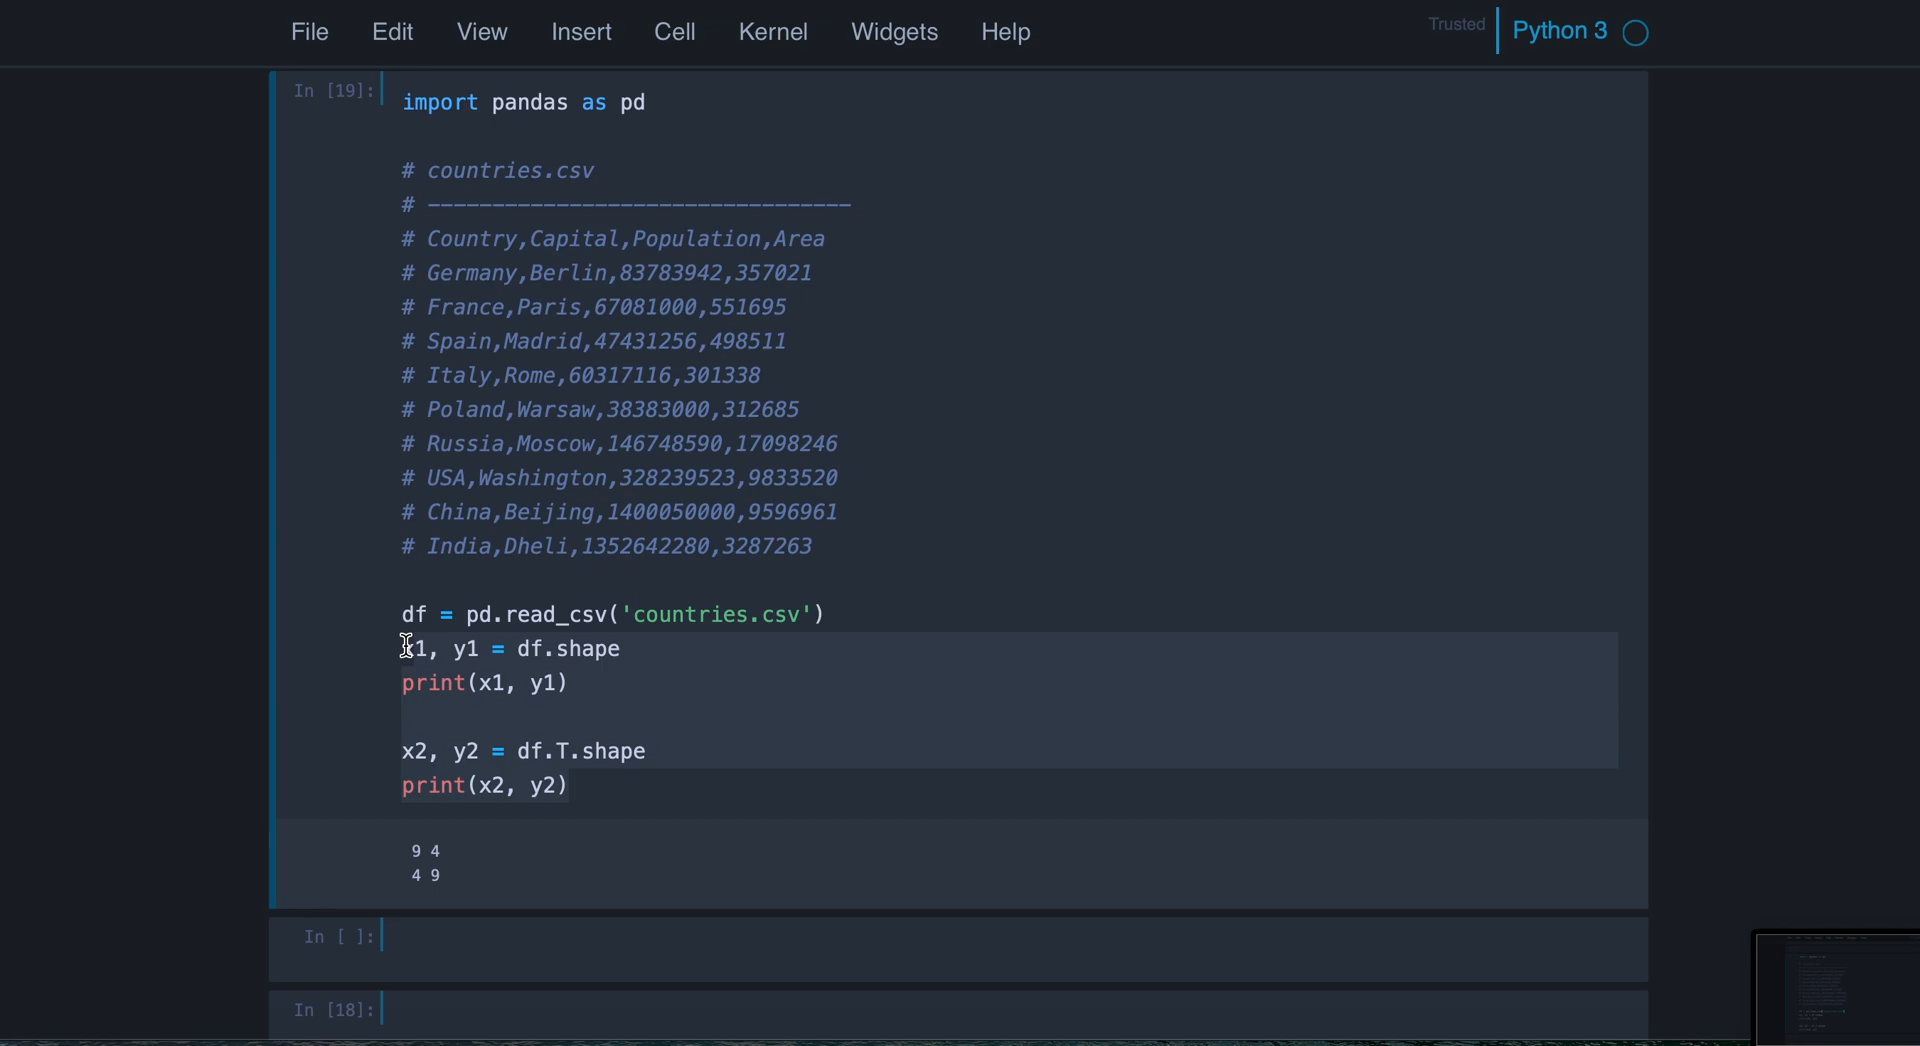 File Edit View Insert Cell Kernel Widgets Help Trusted Python 3
In [19]: import pandas as pd
# countries.csv
# ---------------------------------
# Country,Capital,Population,Area
# Germany,Berlin,83783942,357021
# France,Paris,67081000,551695
# Spain,Madrid,47431256,498511
# Italy,Rome,60317116,301338
# Poland,Warsaw,38383000,312685
# Russia,Moscow,146748590,17098246
# USA,Washington,328239523,9833520
# China,Beijing,1400050000,9596961
# India,Dheli,1352642280,3287263
df = pd.read_csv('countries.csv')
x1, y1 = df.shape
print(x1, y1)
x2, y2 = df.T.shape
print(x2, y2)
9 4
4 9
In [ ]:
In [18]: